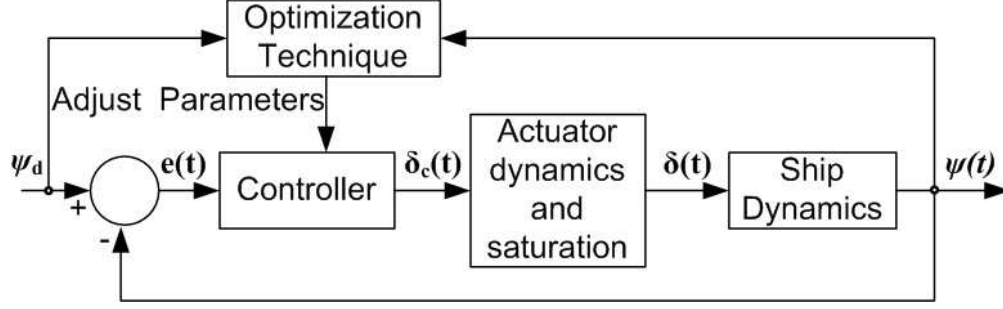 Optimization
Technique
Adjust Parameters
ψd
+
-
e(t)
Controller
δc(t)
Actuator
dynamics
and
saturation
δ(t)
Ship
Dynamics
ψ(t)